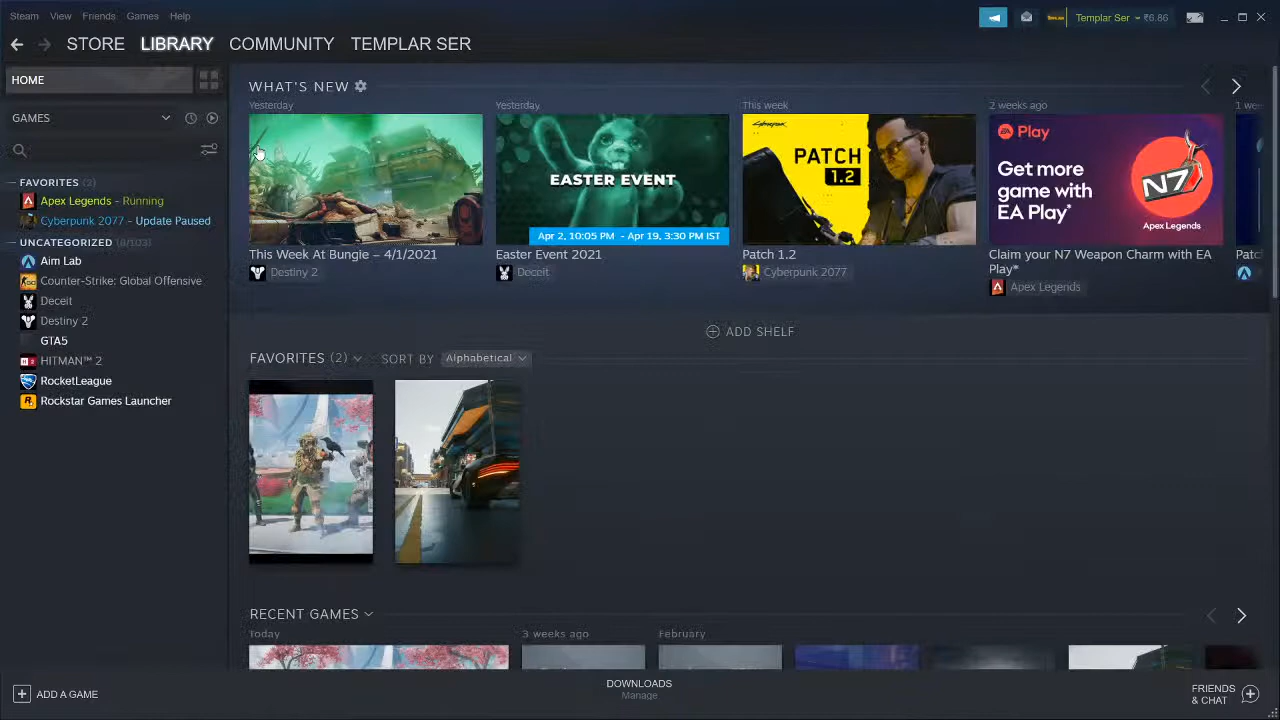 Steam View Friends Games Help
Templar Ser ₹6.86
STORE LIBRARY COMMUNITY TEMPLAR SER
HOME
GAMES
FAVORITES (2)
Apex Legends - Running
Cyberpunk 2077 - Update Paused
UNCATEGORIZED (8/103)
Aim Lab
Counter-Strike: Global Offensive
Deceit
Destiny 2
GTA5
HITMAN™ 2
RocketLeague
Rockstar Games Launcher
WHAT'S NEW
Yesterday
This Week At Bungie – 4/1/2021
Destiny 2
Yesterday
EASTER EVENT
Apr 2, 10:05 PM - Apr 19, 3:30 PM IST
Easter Event 2021
Deceit
This week
Cyberpunk
PATCH
1.2
Patch 1.2
Cyberpunk 2077
2 weeks ago
EA Play
Get more
game with
EA Play*
N7
Apex Legends
Claim your N7 Weapon Charm with EA
Play*
Apex Legends
ADD SHELF
FAVORITES (2) SORT BY Alphabetical
RECENT GAMES
Today
3 weeks ago
February
ADD A GAME
DOWNLOADS
Manage
FRIENDS
& CHAT